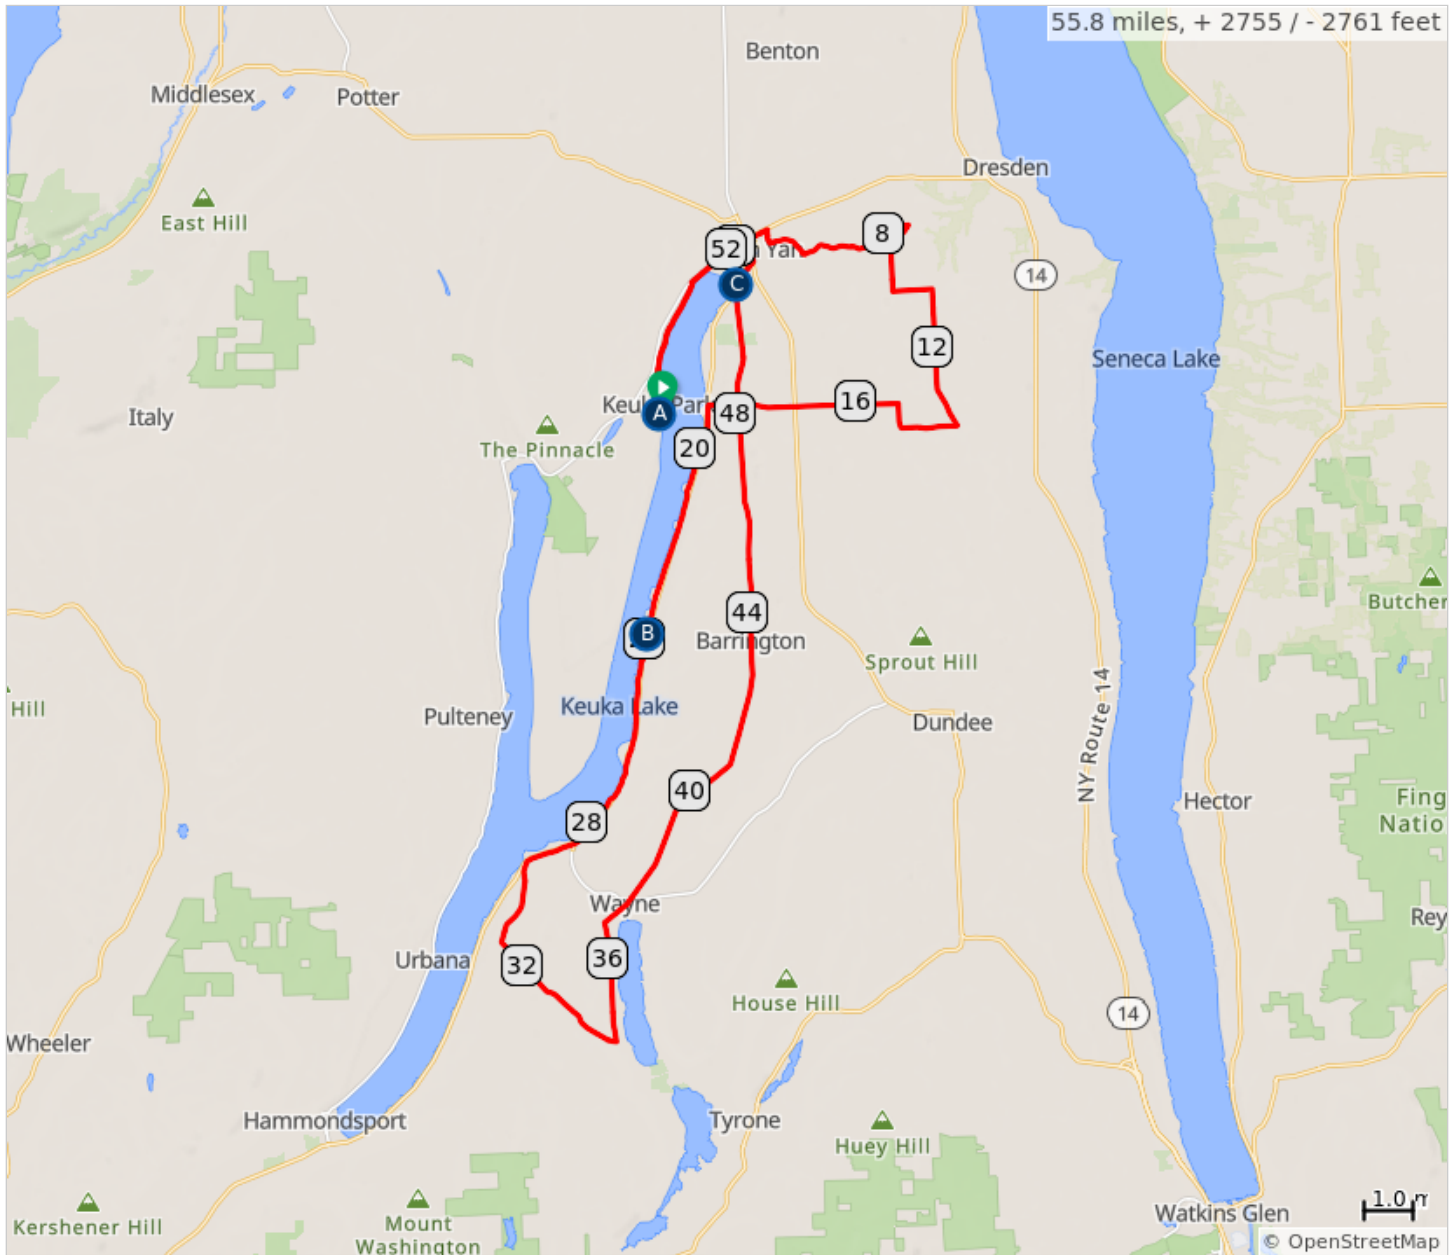 55.8 miles, + 2755 / - 2761 feet
Benton
Middlesex
Potter
Dresden
East Hill
8
52
14
C
12
Seneca Lake
16
Italy
A
48
The Pinnacle
20
44
Butcher
B
Barrington
Sprout Hill
Hill
Pulteney
Keuka Lake
Dundee
NY Route 14
40
Hector
28
Fing
Natio
Wayne
Rey
Urbana
32
36
House Hill
14
Wheeler
Hammondsport
Tyrone
Huey Hill
1.0
Watkins Glen
Kershener Hill
Mount
Washington
© OpenStreetMap